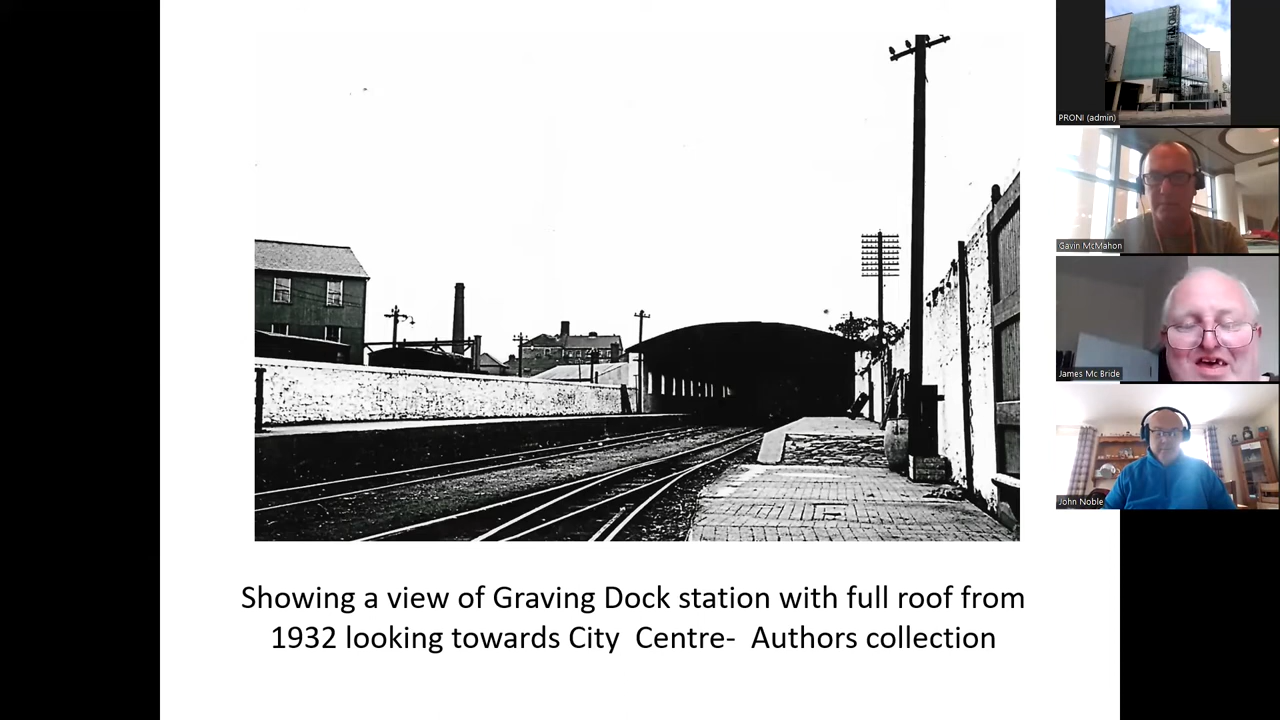 Showing a view of Graving Dock station with full roof from
1932 looking towards City  Centre-  Authors collection
PRONI
PRONI (admin)
Gavin McMahon
James Mc Bride
John Noble